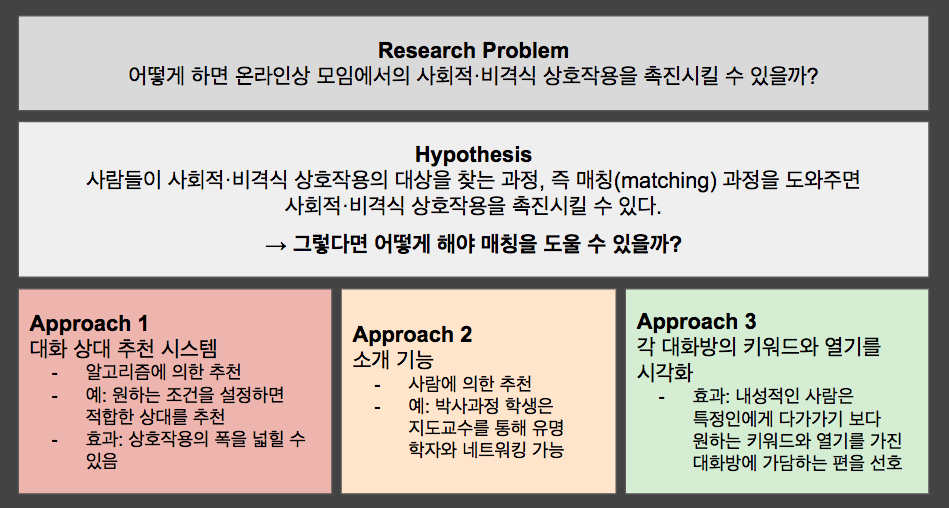 Research Problem
어떻게 하면 온라인상 모임에서의 사회적·비격식 상호작용을 촉진시킬 수 있을까?
Hypothesis
사람들이 사회적·비격식 상호작용의 대상을 찾는 과정, 즉 매칭(matching) 과정을 도와주면
사회적·비격식 상호작용을 촉진시킬 수 있다.
→ 그렇다면 어떻게 해야 매칭을 도울 수 있을까?
Approach 1
대화 상대 추천 시스템
- 알고리즘에 의한 추천
- 예: 원하는 조건을 설정하면
적합한 상대를 추천
- 효과: 상호작용의 폭을 넓힐 수
있음
Approach 2
소개 기능
- 사람에 의한 추천
- 예: 박사과정 학생은
지도교수를 통해 유명
학자와 네트워킹 가능
Approach 3
각 대화방의 키워드와 열기를
시각화
- 효과: 내성적인 사람은
특정인에게 다가가기 보다
원하는 키워드와 열기를 가진
대화방에 가담하는 편을 선호